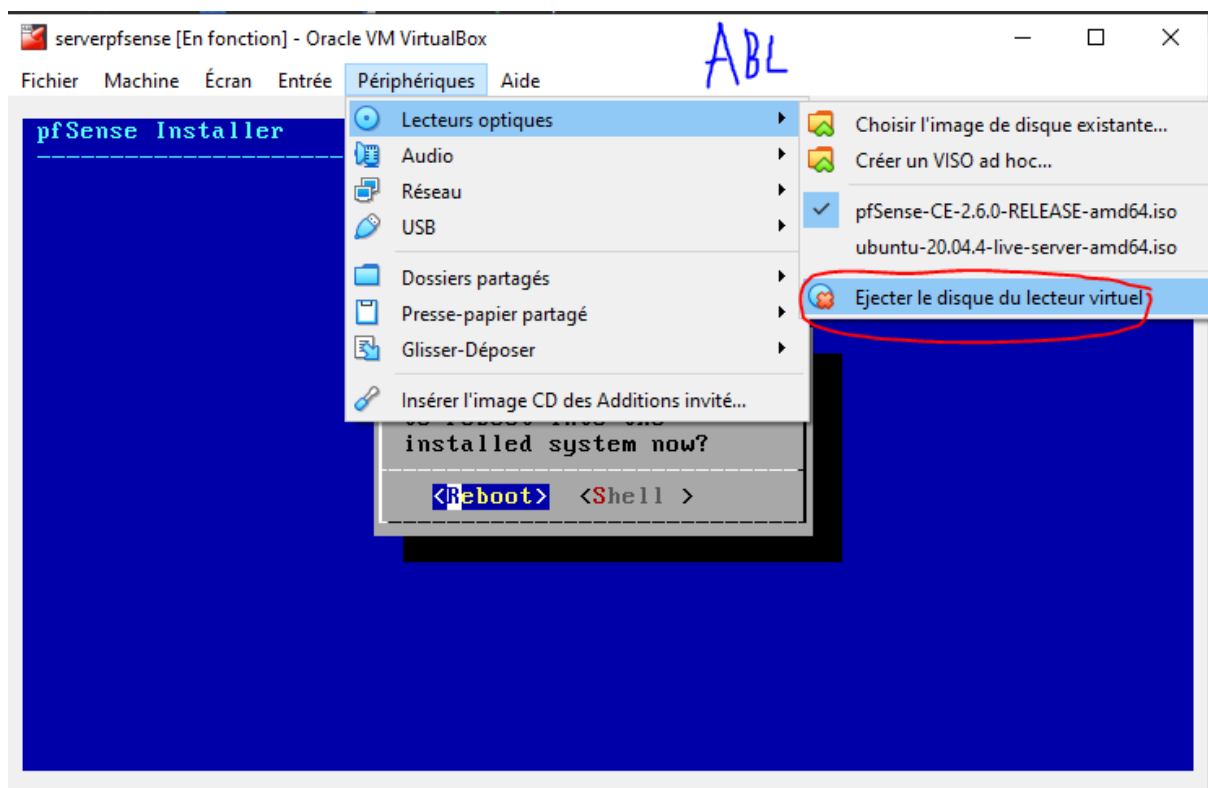 serverpfsense [En fonction] - Oracle VM VirtualBox
ABL
Fichier Machine Écran Entrée Périphériques Aide
pfSense Installer
Lecteurs optiques
Audio
Réseau
USB
Dossiers partagés
Presse-papier partagé
Glisser-Déposer
Insérer l'image CD des Additions invité...
Choisir l'image de disque existante...
Créer un VISO ad hoc...
pfSense-CE-2.6.0-RELEASE-amd64.iso
ubuntu-20.04.4-live-server-amd64.iso
Ejecter le disque du lecteur virtuel
installed system now?
<Reboot> <Shell >